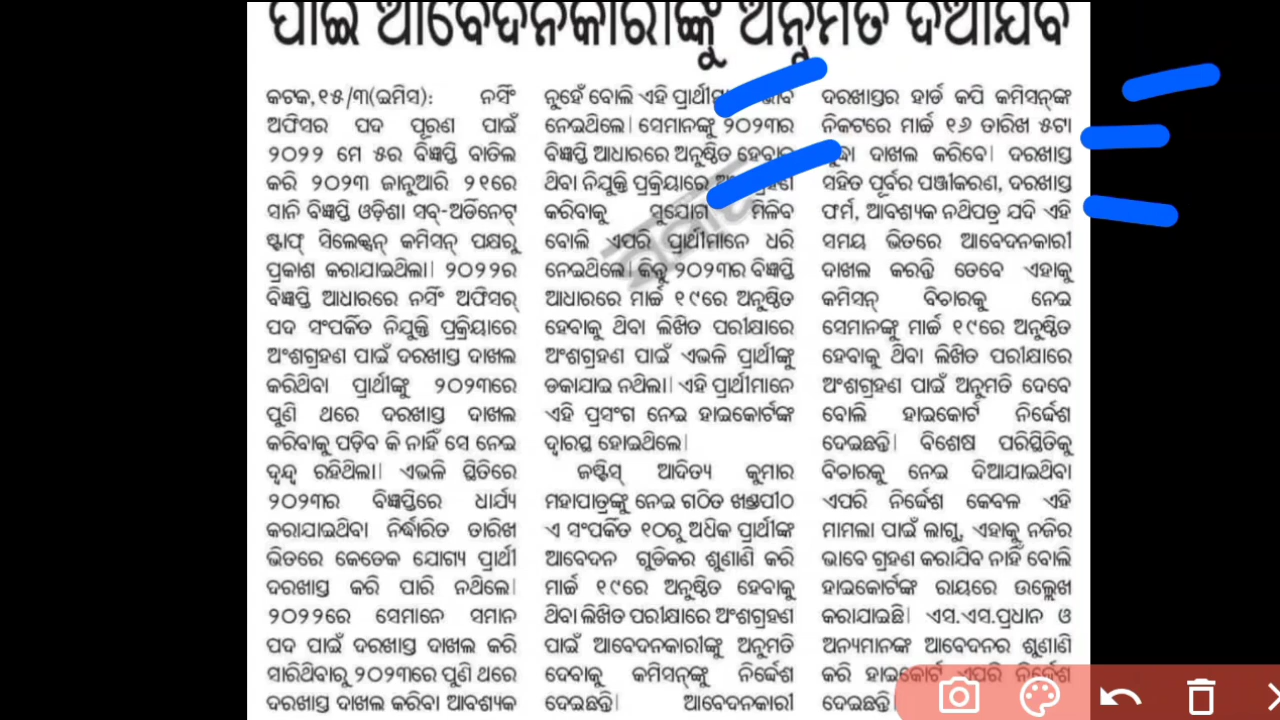 ପାଇଁ ଆବେଦନକାରୀଙ୍କୁ ଅନୁମତି ଦିଆଯିବ
କଟକ,୧୫/୩(ଇମିସ): ନର୍ସିଂ
ଅଫିସର ପଦ ପୂରଣ ପାଇଁ
୨୦୨୨ ମେ ୫ର ବିଜ୍ଞପ୍ତି ବାତିଲ
କରି ୨୦୨୩ ଜାନୁଆରି ୨୧ରେ
ସାନି ବିଜ୍ଞପ୍ତି ଓଡ଼ିଶା ସବ୍-ଅର୍ଡିନେଟ୍
ଷ୍ଟାଫ୍ ସିଲେକ୍ସନ୍ କମିସନ୍ ପକ୍ଷରୁ
ପ୍ରକାଶ କରାଯାଇଥିଲା। ୨୦୨୨ର
ବିଜ୍ଞପ୍ତି ଆଧାରରେ ନର୍ସିଂ ଅଫିସର୍
ପଦ ସଂପର୍କିତ ନିଯୁକ୍ତି ପ୍ରକ୍ରିୟାରେ
ଅଂଶଗ୍ରହଣ ପାଇଁ ଦରଖାସ୍ତ ଦାଖଲ
କରିଥିବା ପ୍ରାର୍ଥୀଙ୍କୁ ୨୦୨୩ରେ
ପୁଣି ଥରେ ଦରଖାସ୍ତ ଦାଖଲ
କରିବାକୁ ପଡ଼ିବ କି ନାହିଁ ସେ ନେଇ
ଦ୍ୱନ୍ଦ୍ୱ ରହିଥିଲା। ଏଭଳି ସ୍ଥିତିରେ
୨୦୨୩ର ବିଜ୍ଞପ୍ତିରେ ଧାର୍ଯ୍ୟ
କରାଯାଇଥିବା ନିର୍ଦ୍ଧାରିତ ତାରିଖ
ଭିତରେ କେତେକ ଯୋଗ୍ୟ ପ୍ରାର୍ଥୀ
ଦରଖାସ୍ତ କରି ପାରି ନଥିଲେ।
୨୦୨୨ରେ ସେମାନେ ସମାନ
ପଦ ପାଇଁ ଦରଖାସ୍ତ ଦାଖଲ କରି
ସାରିଥିବାରୁ ୨୦୨୩ରେ ପୁଣି ଥରେ
ଦରଖାସ୍ତ ଦାଖଲ କରିବା ଆବଶ୍ୟକ
ନୁହେଁ ବୋଲି ଏହି ପ୍ରାର୍ଥୀମାନେ ଭାବି
ନେଇଥିଲେ। ସେମାନଙ୍କୁ ୨୦୨୩ର
ବିଜ୍ଞପ୍ତି ଆଧାରରେ ଅନୁଷ୍ଠିତ ହେବାକୁ
ଥିବା ନିଯୁକ୍ତି ପ୍ରକ୍ରିୟାରେ ଅଂଶଗ୍ରହଣ
କରିବାକୁ ସୁଯୋଗ ମିଳିବ
ବୋଲି ଏପରି ପ୍ରାର୍ଥୀମାନେ ଧରି
ନେଇଥିଲେ। କିନ୍ତୁ ୨୦୨୩ର ବିଜ୍ଞପ୍ତି
ଆଧାରରେ ମାର୍ଚ୍ଚ ୧୯ରେ ଅନୁଷ୍ଠିତ
ହେବାକୁ ଥିବା ଲିଖିତ ପରୀକ୍ଷାରେ
ଅଂଶଗ୍ରହଣ ପାଇଁ ଏଭଳି ପ୍ରାର୍ଥୀଙ୍କୁ
ଡକାଯାଇ ନଥିଲା। ଏହି ପ୍ରାର୍ଥୀମାନେ
ଏହି ପ୍ରସଂଗ ନେଇ ହାଇକୋର୍ଟଙ୍କ
ଦ୍ୱାରସ୍ଥ ହୋଇଥିଲେ।
ଜଷ୍ଟିସ୍ ଆଦିତ୍ୟ କୁମାର
ମହାପାତ୍ରଙ୍କୁ ନେଇ ଗଠିତ ଖଣ୍ଡପୀଠ
ଏ ସଂପର୍କିତ ୧୦ରୁ ଅଧିକ ପ୍ରାର୍ଥୀଙ୍କ
ଆବେଦନ ଗୁଡିକର ଶୁଣାଣି କରି
ମାର୍ଚ୍ଚ ୧୯ରେ ଅନୁଷ୍ଠିତ ହେବାକୁ
ଥିବା ଲିଖିତ ପରୀକ୍ଷାରେ ଅଂଶଗ୍ରହଣ
ପାଇଁ ଆବେଦନକାରୀଙ୍କୁ ଅନୁମତି
ଦେବାକୁ କମିସନ୍‌ଙ୍କୁ ନିର୍ଦ୍ଦେଶ
ଦେଇଛନ୍ତି। ଆବେଦନକାରୀ
ଦରଖାସ୍ତର ହାର୍ଡ କପି କମିସନ୍‌ଙ୍କ
ନିକଟରେ ମାର୍ଚ୍ଚ ୧୬ ତାରିଖ ୫ଟା
ସୁଦ୍ଧା ଦାଖଲ କରିବେ। ଦରଖାସ୍ତ
ସହିତ ପୂର୍ବର ପଞ୍ଜୀକରଣ, ଦରଖାସ୍ତ
ଫର୍ମ, ଆବଶ୍ୟକ ନଥିପତ୍ର ଯଦି ଏହି
ସମୟ ଭିତରେ ଆବେଦନକାରୀ
ଦାଖଲ କରନ୍ତି ତେବେ ଏହାକୁ
କମିସନ୍ ବିଚାରକୁ ନେଇ
ସେମାନଙ୍କୁ ମାର୍ଚ୍ଚ ୧୯ରେ ଅନୁଷ୍ଠିତ
ହେବାକୁ ଥିବା ଲିଖିତ ପରୀକ୍ଷାରେ
ଅଂଶଗ୍ରହଣ ପାଇଁ ଅନୁମତି ଦେବେ
ବୋଲି ହାଇକୋର୍ଟ ନିର୍ଦ୍ଦେଶ
ଦେଇଛନ୍ତି। ବିଶେଷ ପରିସ୍ଥିତିକୁ
ବିଚାରକୁ ନେଇ ଦିଆଯାଇଥିବା
ଏପରି ନିର୍ଦ୍ଦେଶ କେବଳ ଏହି
ମାମଲା ପାଇଁ ଲାଗୁ, ଏହାକୁ ନଜିର
ଭାବେ ଗ୍ରହଣ କରାଯିବ ନାହିଁ ବୋଲି
ହାଇକୋର୍ଟଙ୍କ ରାୟରେ ଉଲ୍ଲେଖ
କରାଯାଇଛି। ଏସ.ଏସ.ପ୍ରଧାନ ଓ
ଅନ୍ୟମାନଙ୍କ ଆବେଦନର ଶୁଣାଣି
କରି ହାଇକୋର୍ଟ ଏପରି ନିର୍ଦ୍ଦେଶ
ଦେଇଛନ୍ତି।